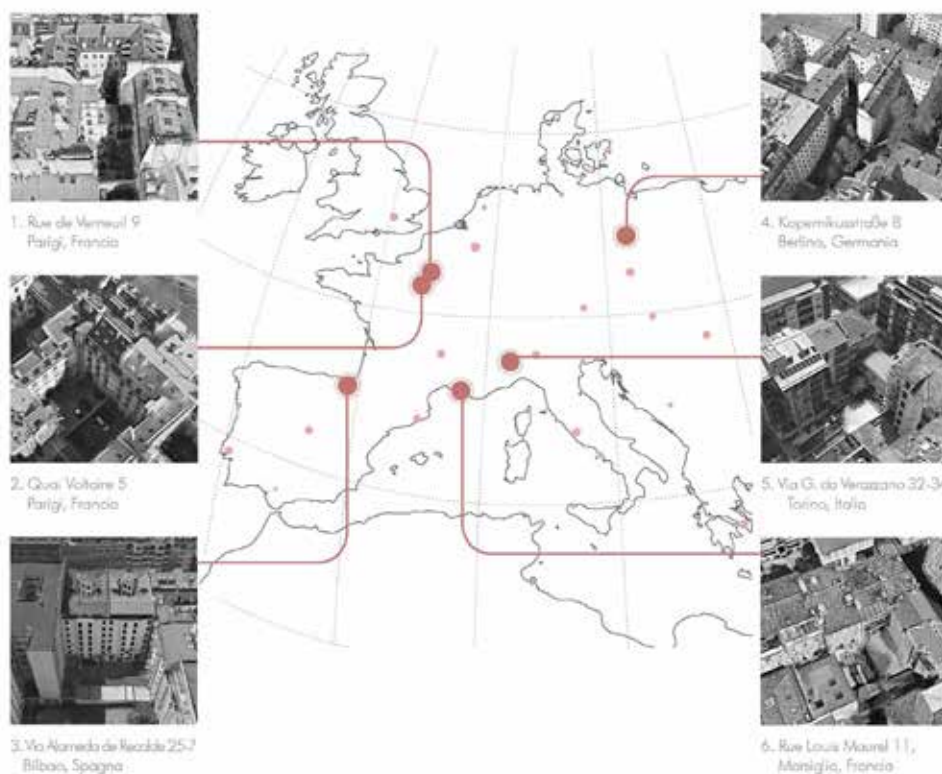 1. Rue de Verneuil 9
Parigi, Francia
2. Quai Voltaire 5
Parigi, Francia
3. Via Alameda de Recalde 25-7
Bilbao, Spagna
4. Kopernikusstraße 8
Berlino, Germania
5. Via G. da Verazzano 32-34
Torino, Italia
6. Rue Louis Maurel 11,
Marsiglia, Francia